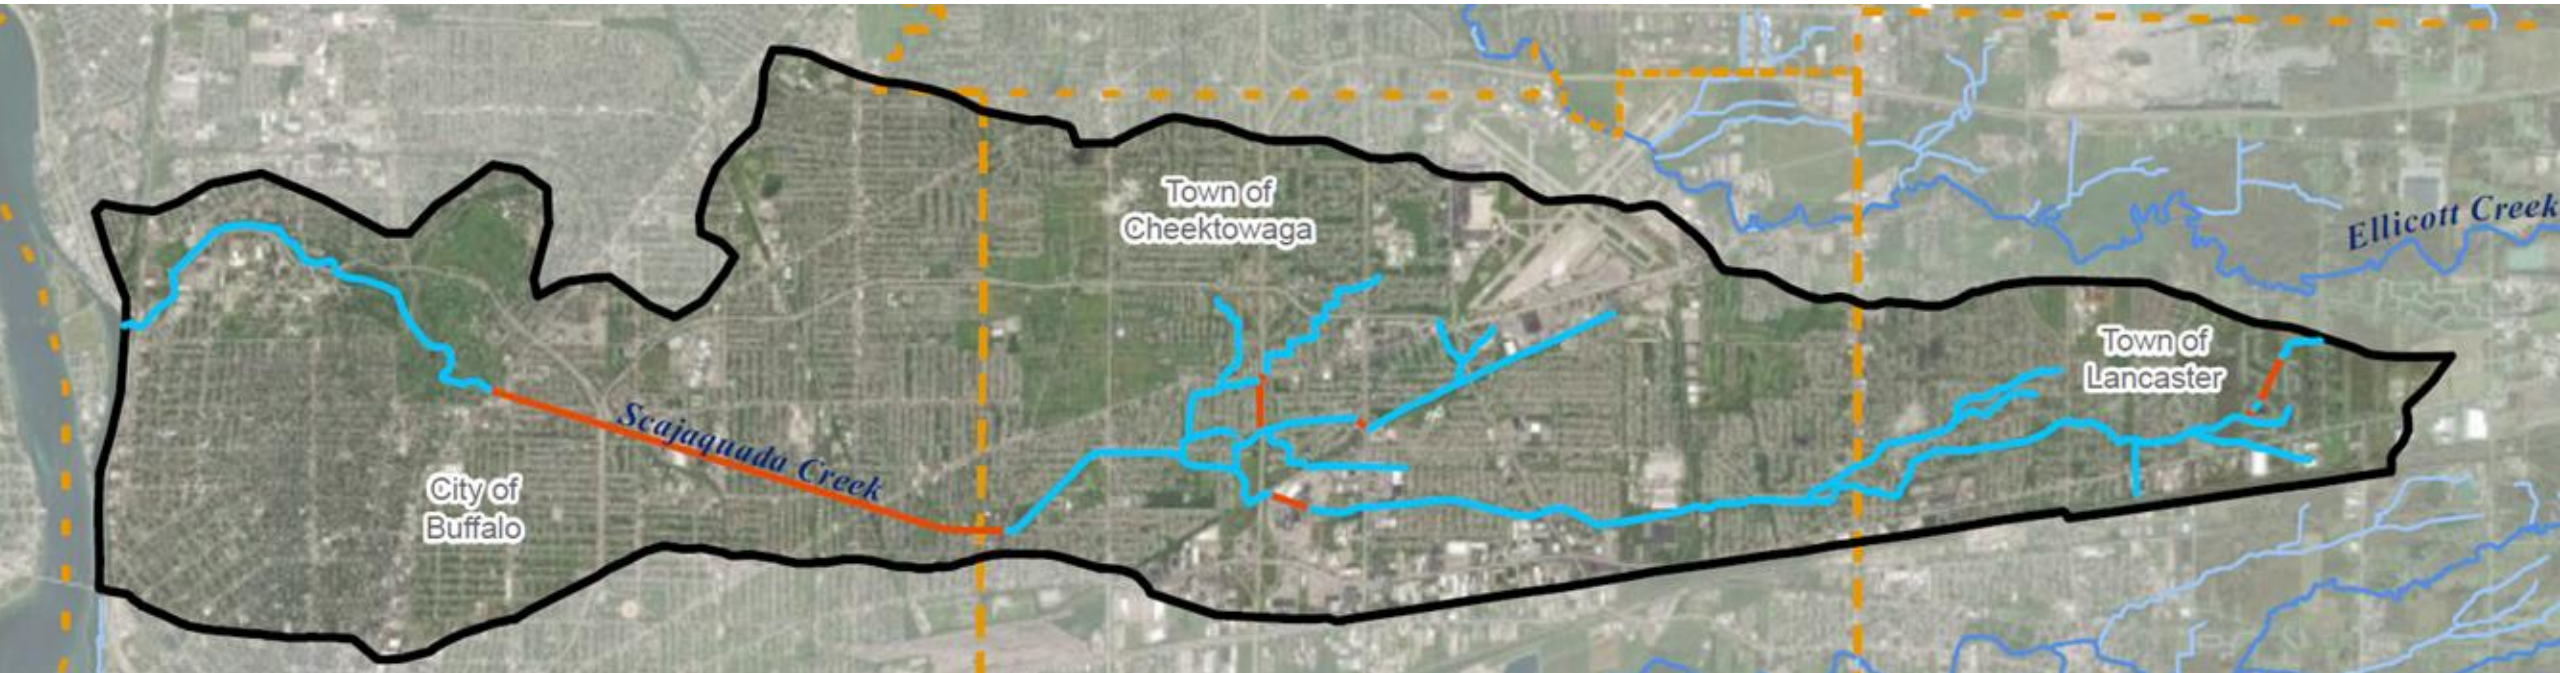 Town of
Cheektowaga
Ellicott Creek
Town of
Lancaster
Scajaquada Creek
City of
Buffalo